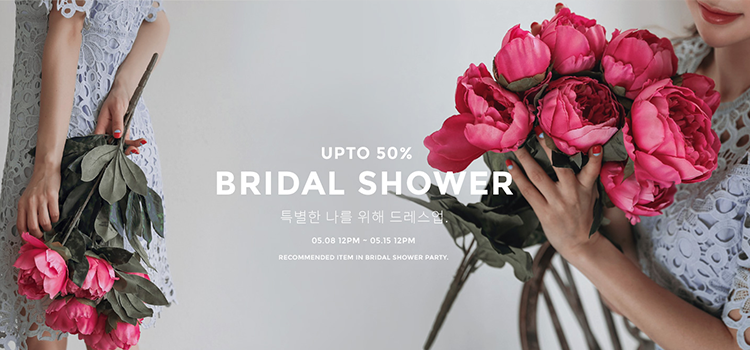 UPTO 50%
BRIDAL SHOWER
특별한 나를 위해 드레스업.
05.08 12PM ~ 05.15 12PM
RECOMMENDED ITEM IN BRIDAL SHOWER PARTY.